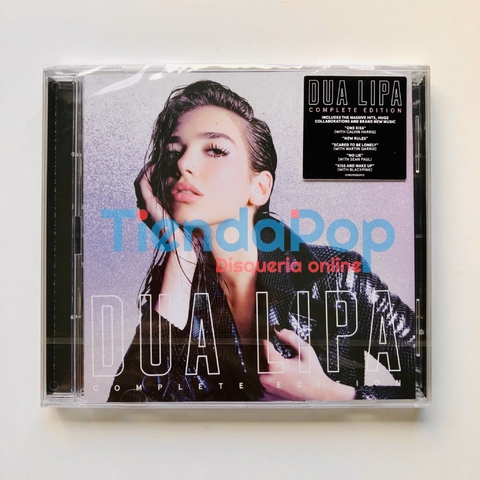 DUA LIPA
COMPLETE EDITION
INCLUDES THE MASSIVE HITS, HUGE
COLLABORATIONS AND BRAND NEW MUSIC
"ONE KISS"
(WITH CALVIN HARRIS)
"NEW RULES"
"SCARED TO BE LONELY"
(WITH MARTIN GARRIX)
"NO LIE"
(WITH SEAN PAUL)
"KISS AND MAKE UP"
(WITH BLACKPINK)
TiendaPop
Disqueria online
DUA LIPA
COMPLETE EDITION